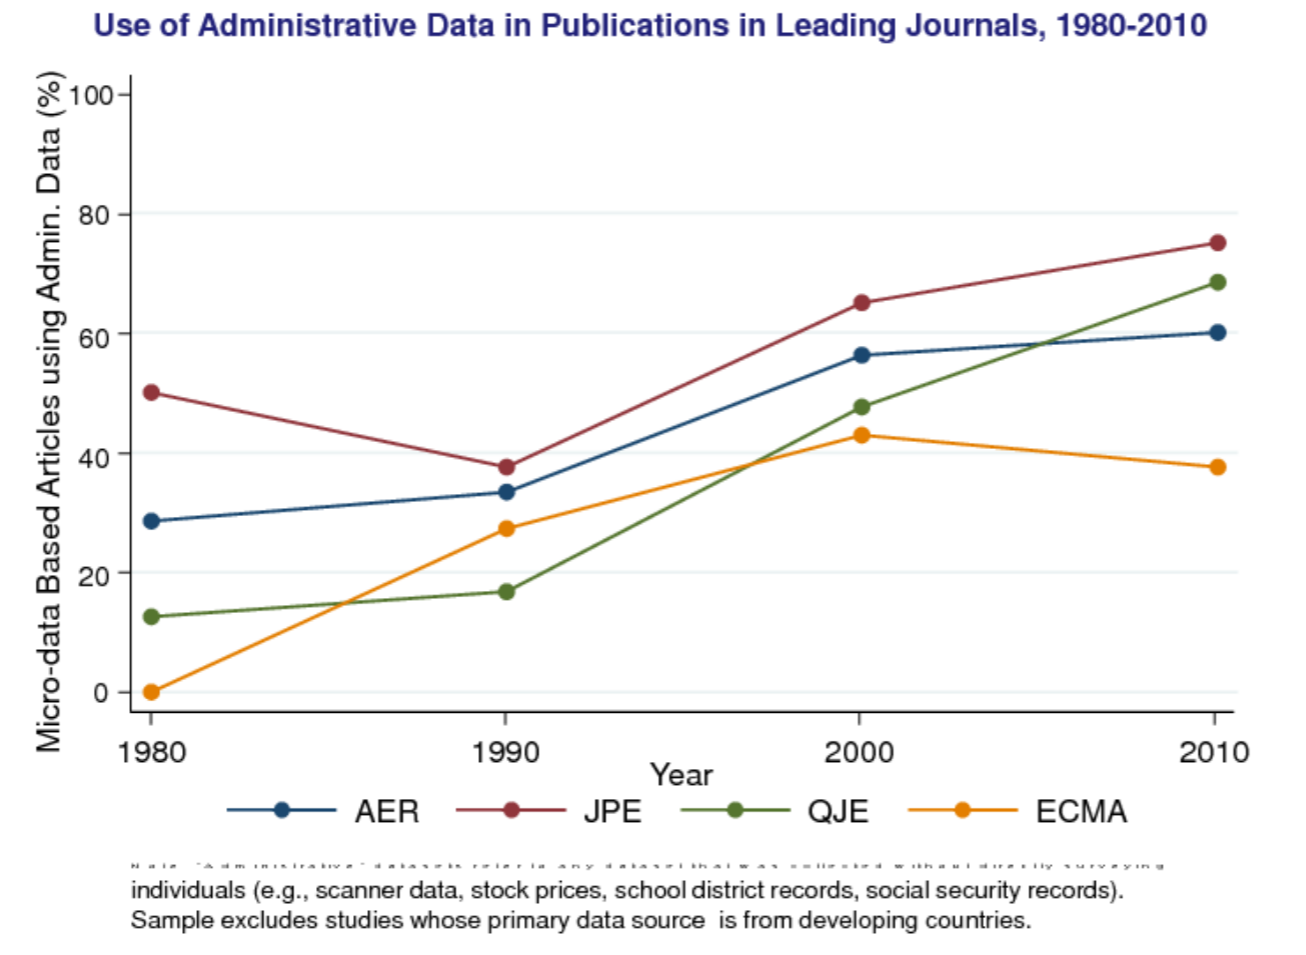 Use of Administrative Data in Publications in Leading Journals, 1980-2010
Micro-data Based Articles using Admin. Data (%)
100
80
60
40
20
0
1980 1990 2000 2010
Year
AER JPE QJE ECMA
individuals (e.g., scanner data, stock prices, school district records, social security records).
Sample excludes studies whose primary data source is from developing countries.